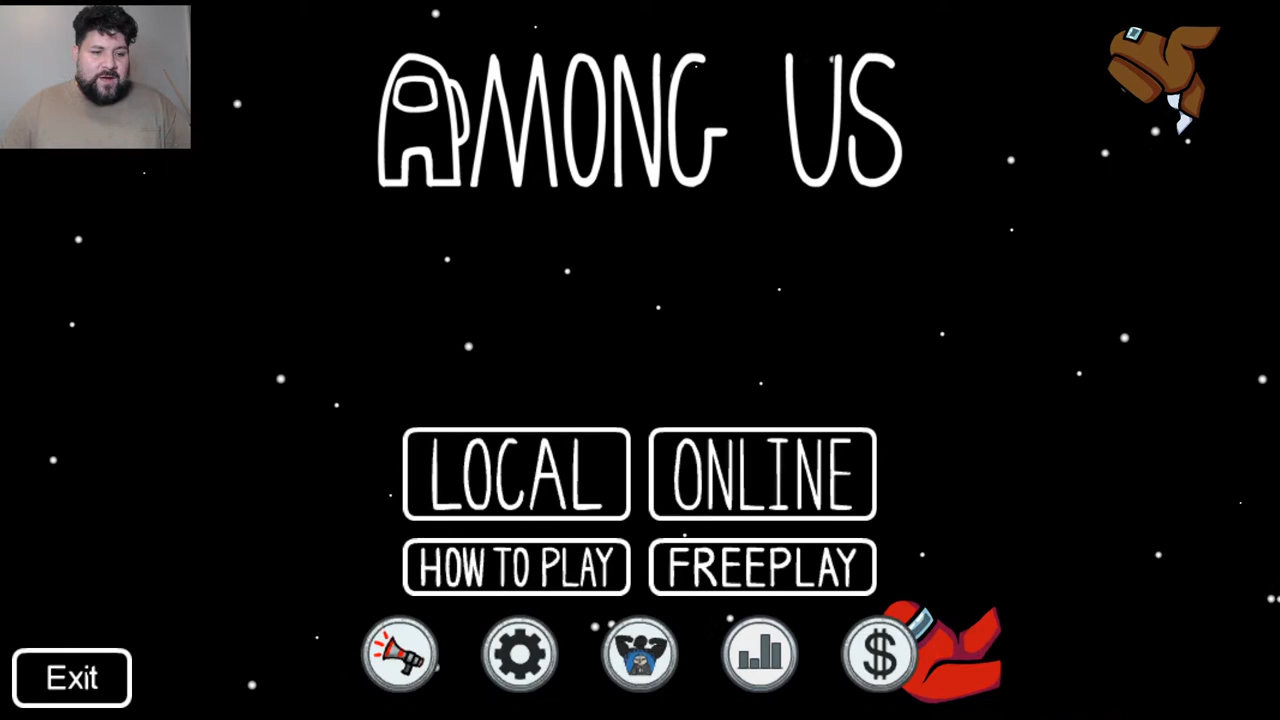 AMONG US
LOCAL
ONLINE
HOW TO PLAY
FREEPLAY
$
Exit